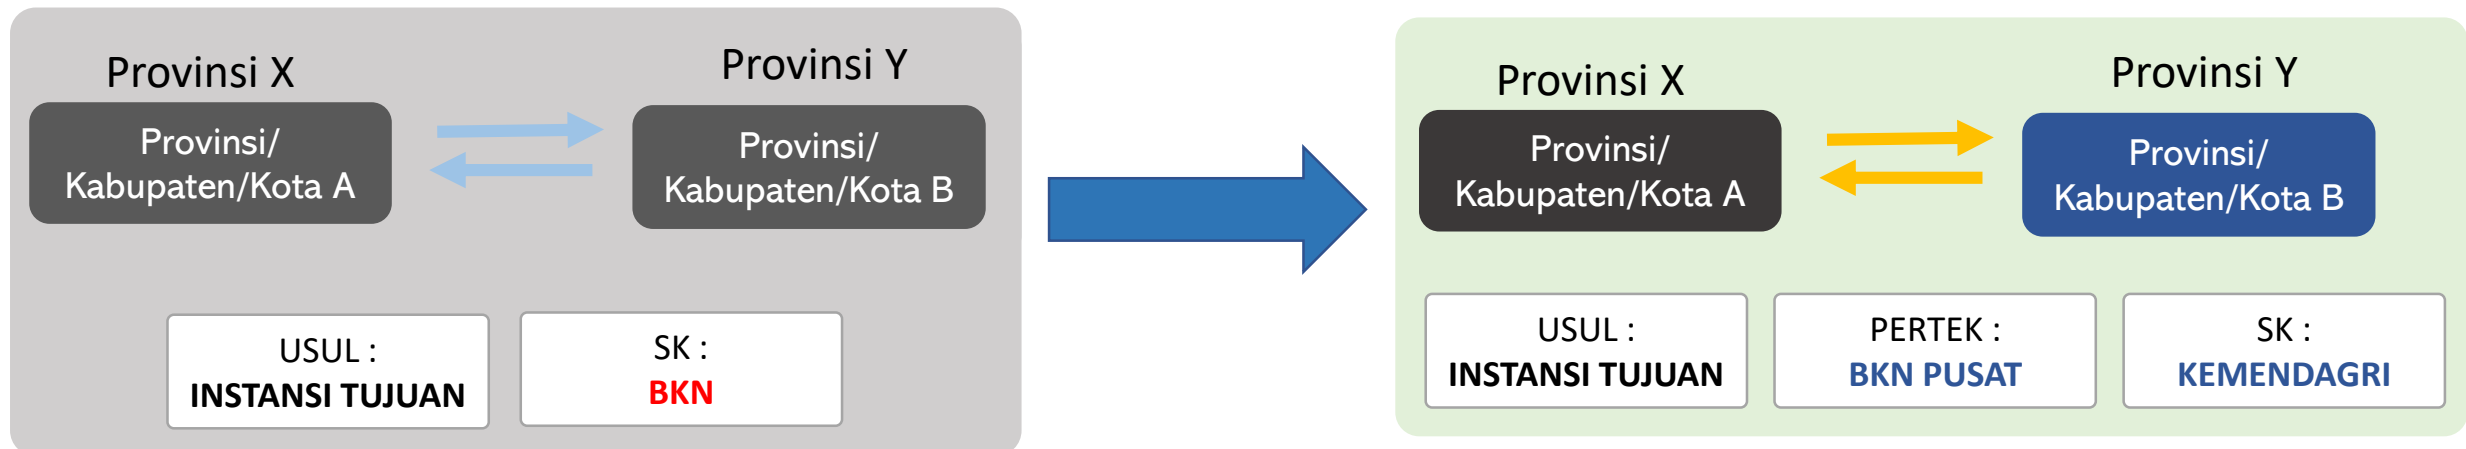 Provinsi X
Provinsi Y
Provinsi/
Kabupaten/Kota A
Provinsi/
Kabupaten/Kota B
USUL :
INSTANSI TUJUAN
SK :
BKN
Provinsi X
Provinsi Y
Provinsi/
Kabupaten/Kota A
Provinsi/
Kabupaten/Kota B
USUL :
INSTANSI TUJUAN
PERTEK :
BKN PUSAT
SK :
KEMENDAGRI